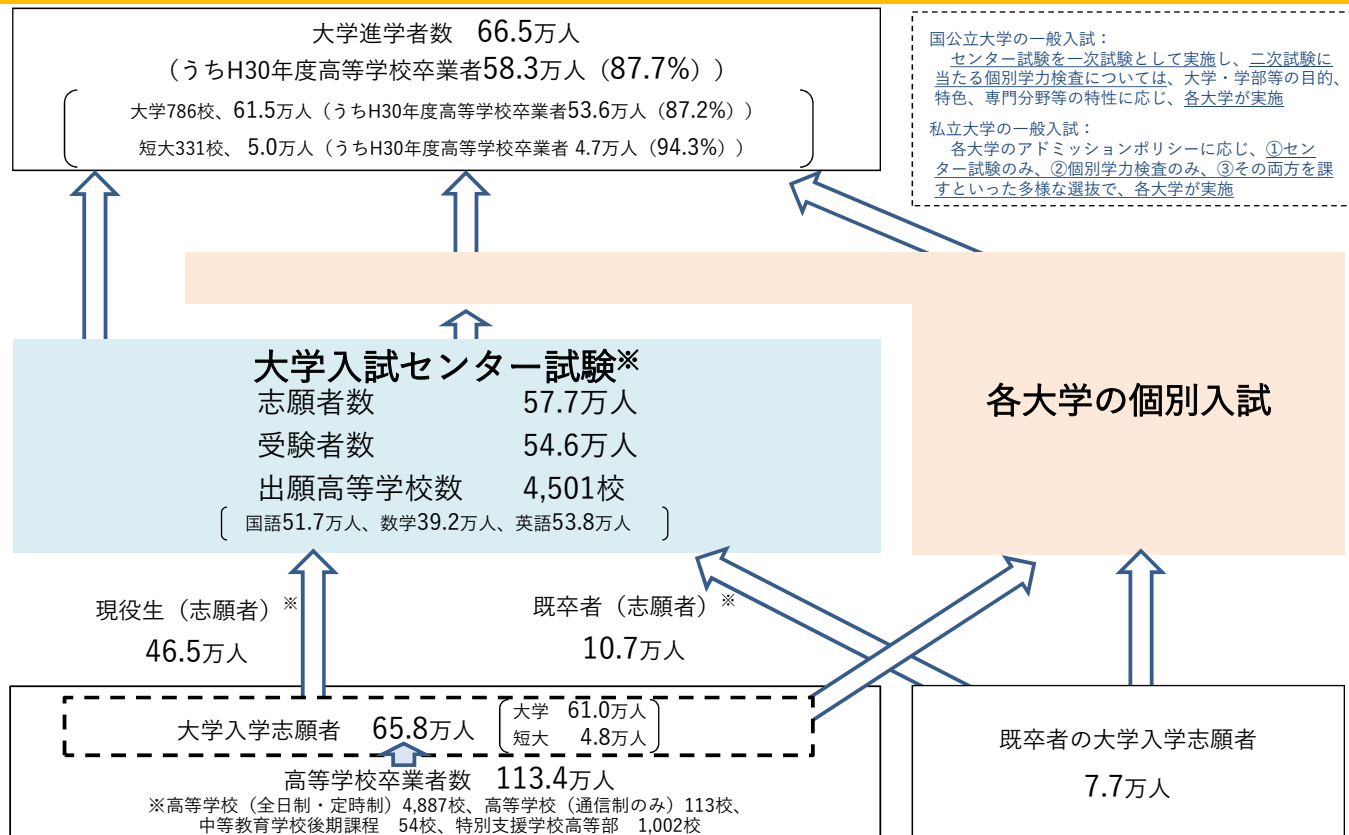 大学進学者数　66.5万人
（うちH30年度高等学校卒業者58.3万人（87.7%））
大学786校、61.5万人（うちH30年度高等学校卒業者53.6万人（87.2%））
短大331校、 5.0万人（うちH30年度高等学校卒業者 4.7万人（94.3%））
国公立大学の一般入試：
センター試験を一次試験として実施し、二次試験に
当たる個別学力検査については、大学・学部等の目的、
特色、専門分野等の特性に応じ、各大学が実施
私立大学の一般入試：
各大学のアドミッションポリシーに応じ、①セン
ター試験のみ、②個別学力検査のみ、③その両方を課
すといった多様な選抜で、各大学が実施
大学入試センター試験※
志願者数　57.7万人
受験者数　54.6万人
出願高等学校数　4,501校
国語51.7万人、数学39.2万人、英語53.8万人
各大学の個別入試
現役生（志願者）※
46.5万人
既卒者（志願者）※
10.7万人
大学入学志願者　65.8万人
大学　61.0万人
短大　4.8万人
高等学校卒業者数　113.4万人
※高等学校（全日制・定時制）4,887校、高等学校（通信制のみ）113校、
中等教育学校後期課程　54校、特別支援学校高等部　1,002校
既卒者の大学入学志願者
7.7万人